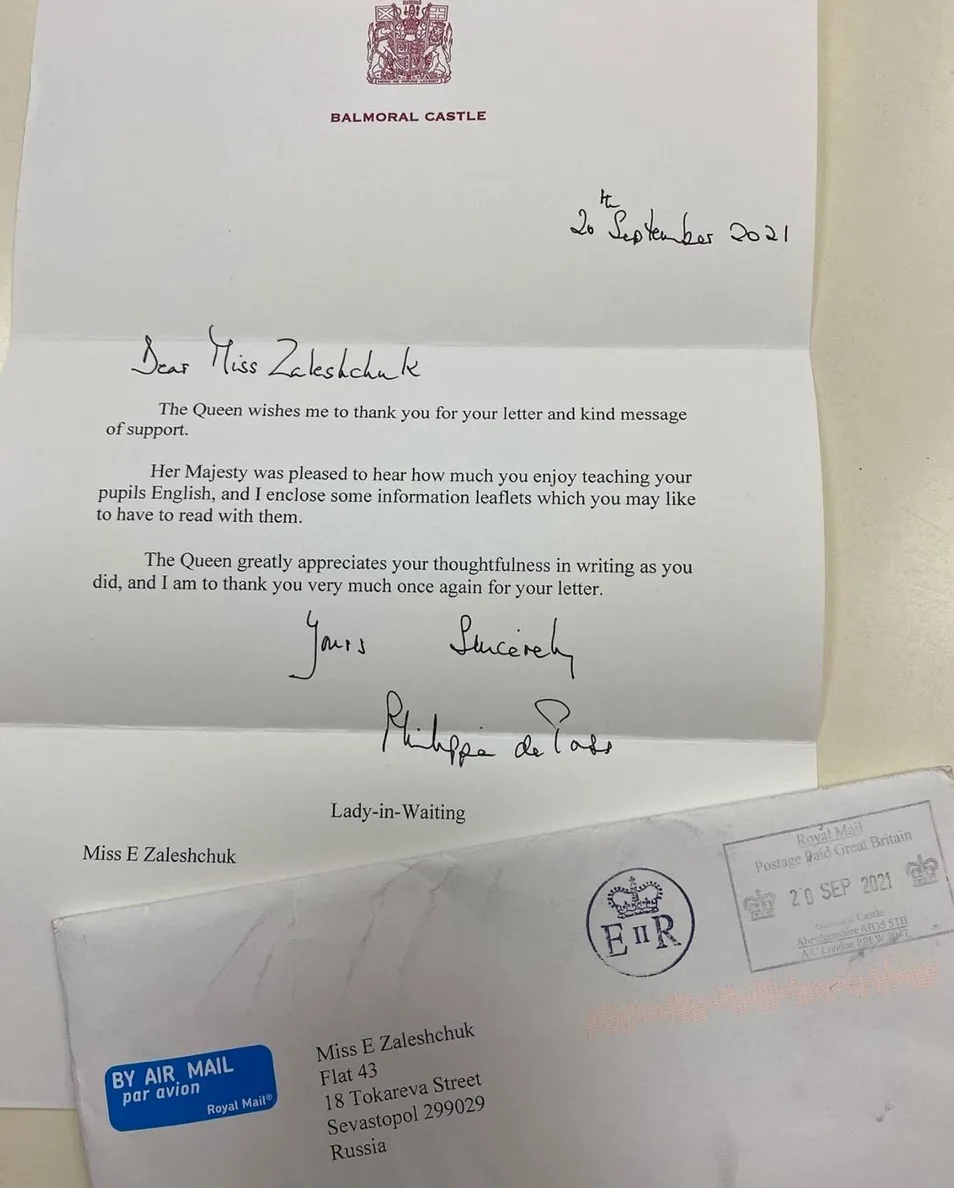 BALMORAL CASTLE
20th September 2021
Dear Miss Zaleshchuk
The Queen wishes me to thank you for your letter and kind message
of support.
Her Majesty was pleased to hear how much you enjoy teaching your
pupils English, and I enclose some information leaflets which you may like
to have to read with them.
The Queen greatly appreciates your thoughtfulness in writing as you
did, and I am to thank you very much once again for your letter.
Yours Sincerely
Philippa de Pass
Lady-in-Waiting
Miss E Zaleshchuk
Royal Mail
Postage Paid Great Britain
20 SEP 2021
Castle
Aberdeenshire AB35 5TB
A/C London
E II R
BY AIR MAIL
par avion
Royal Mail®
Miss E Zaleshchuk
Flat 43
18 Tokareva Street
Sevastopol 299029
Russia